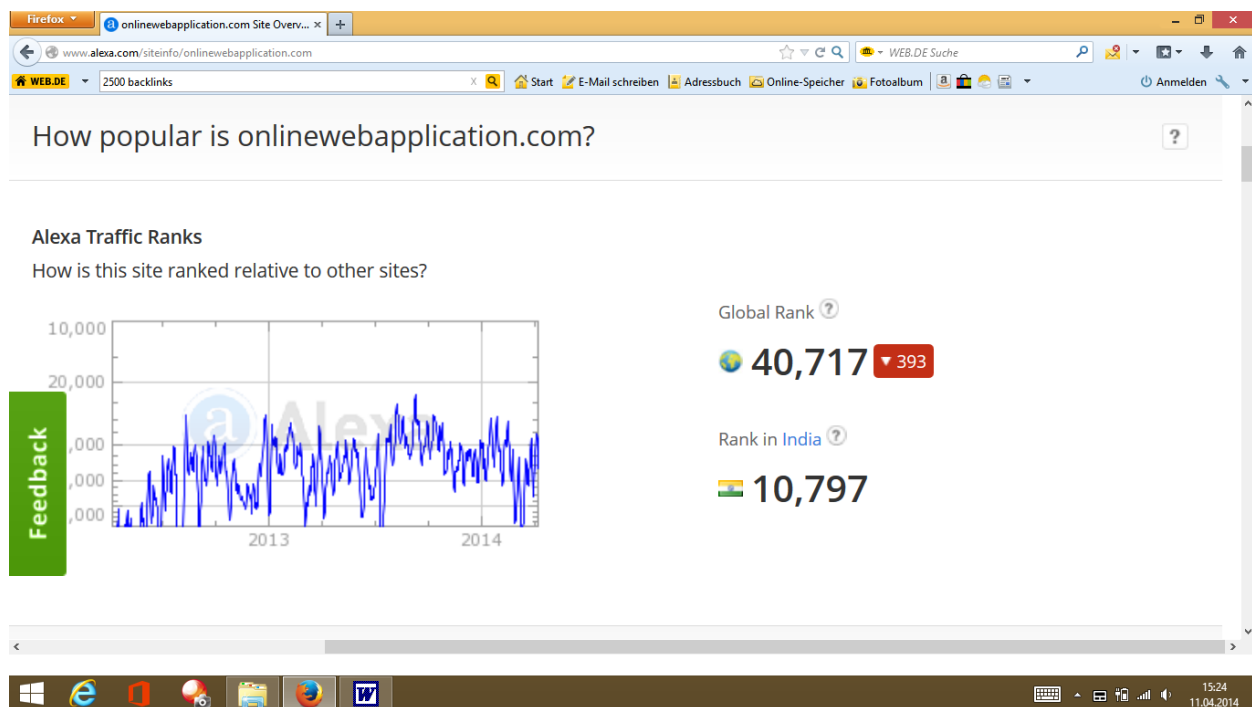 Firefox
onlinewebapplication.com Site Overv... × +
www.alexa.com/siteinfo/onlinewebapplication.com
WEB.DE Suche
WEB.DE 2500 backlinks Start E-Mail schreiben Adressbuch Online-Speicher Fotoalbum Anmelden
How popular is onlinewebapplication.com? ?
Alexa Traffic Ranks
How is this site ranked relative to other sites?
Global Rank ?
40,717 393
Rank in India ?
10,797
10,000
20,000
,000
,000
,000
a Alexa
2013 2014
Feedback
15:24
11.04.2014